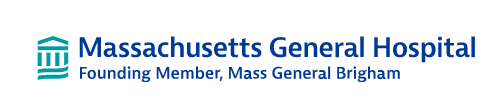 Massachusetts General Hospital
Founding Member, Mass General Brigham